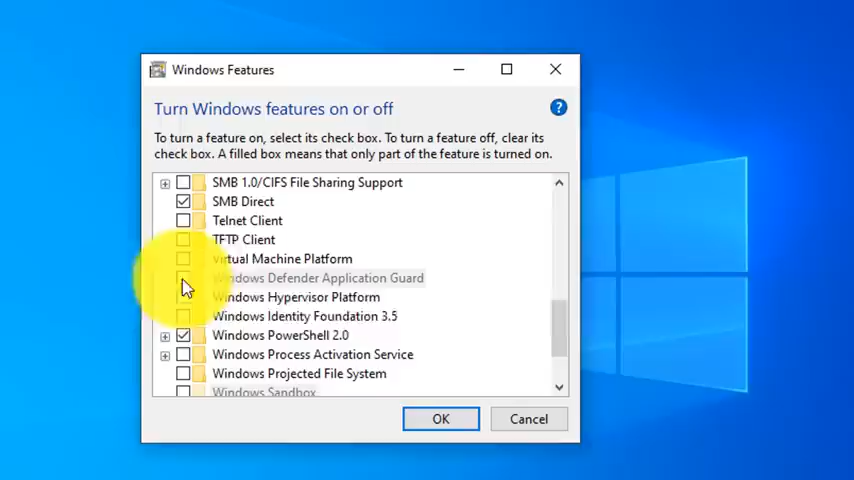 Windows Features
Turn Windows features on or off
To turn a feature on, select its check box. To turn a feature off, clear its
check box. A filled box means that only part of the feature is turned on.
SMB 1.0/CIFS File Sharing Support
SMB Direct
Telnet Client
TFTP Client
Virtual Machine Platform
Windows Defender Application Guard
Windows Hypervisor Platform
Windows Identity Foundation 3.5
Windows PowerShell 2.0
Windows Process Activation Service
Windows Projected File System
Windows Sandbox
OK
Cancel